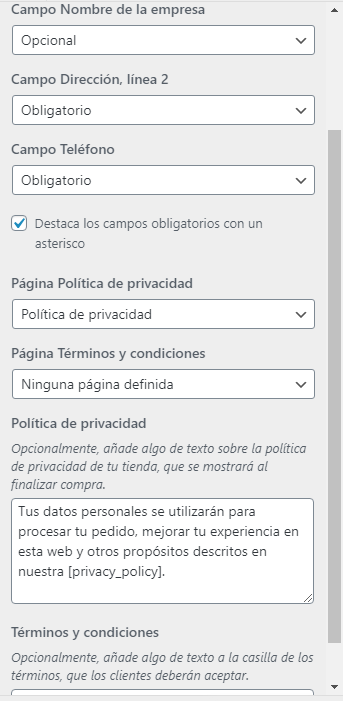 Campo Nombre de la empresa
Opcional
Campo Dirección, línea 2
Obligatorio
Campo Teléfono
Obligatorio
Destaca los campos obligatorios con un
asterisco
Página Política de privacidad
Política de privacidad
Página Términos y condiciones
Ninguna página definida
Política de privacidad
Opcionalmente, añade algo de texto sobre la política
de privacidad de tu tienda, que se mostrará al
finalizar compra.
Tus datos personales se utilizarán para
procesar tu pedido, mejorar tu experiencia en
esta web y otros propósitos descritos en
nuestra [privacy_policy].
Términos y condiciones
Opcionalmente, añade algo de texto a la casilla de los
términos, que los clientes deberán aceptar.